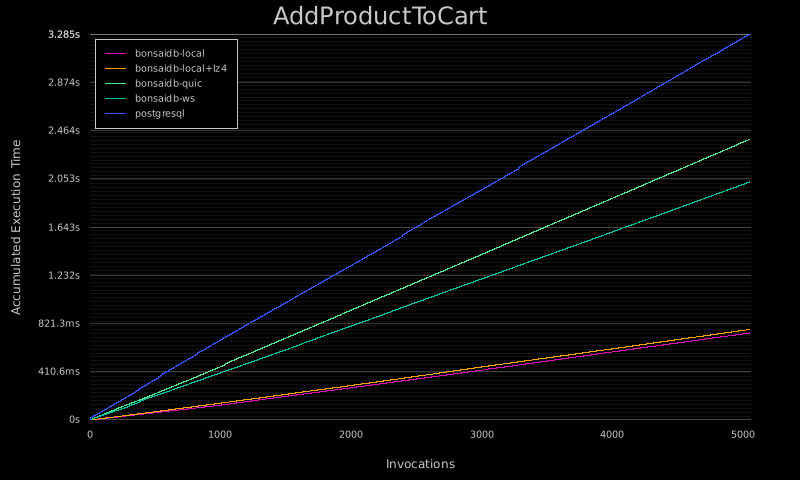 AddProductToCart
3.285s
2.874s
2.464s
2.053s
1.643s
1.232s
821.3ms
410.6ms
0s
bonsaidb-local
bonsaidb-local+lz4
bonsaidb-quic
bonsaidb-ws
postgresql
Accumulated Execution Time
0 1000 2000 3000 4000 5000
Invocations